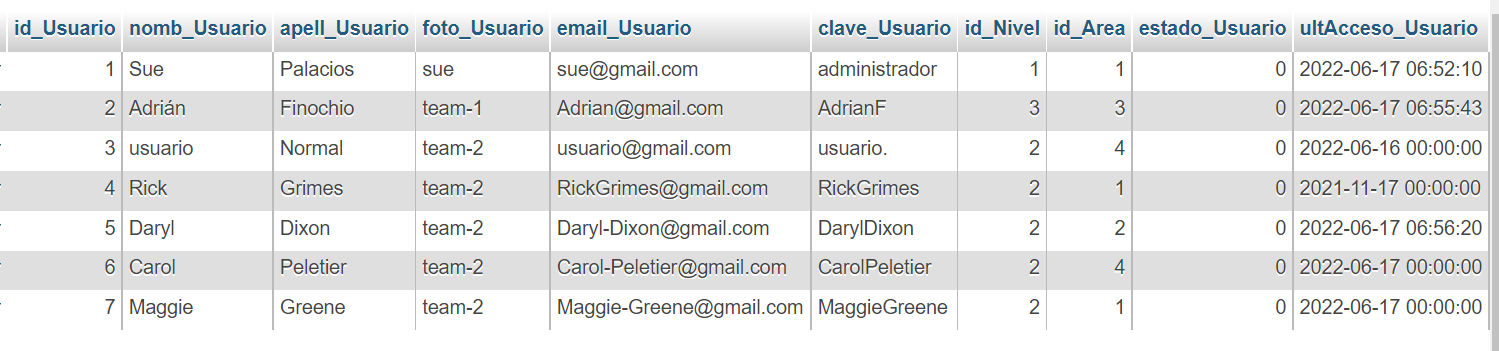 id_Usuario nomb_Usuario apell_Usuario foto_Usuario email_Usuario clave_Usuario id_Nivel id_Area estado_Usuario ultAcceso_Usuario
1 Sue Palacios sue sue@gmail.com administrador 1 1 0 2022-06-17 06:52:10
2 Adrián Finochio team-1 Adrian@gmail.com AdrianF 3 3 0 2022-06-17 06:55:43
3 usuario Normal team-2 usuario@gmail.com usuario. 2 4 0 2022-06-16 00:00:00
4 Rick Grimes team-2 RickGrimes@gmail.com RickGrimes 2 1 0 2021-11-17 00:00:00
5 Daryl Dixon team-2 Daryl-Dixon@gmail.com DarylDixon 2 2 0 2022-06-17 06:56:20
6 Carol Peletier team-2 Carol-Peletier@gmail.com CarolPeletier 2 4 0 2022-06-17 00:00:00
7 Maggie Greene team-2 Maggie-Greene@gmail.com MaggieGreene 2 1 0 2022-06-17 00:00:00